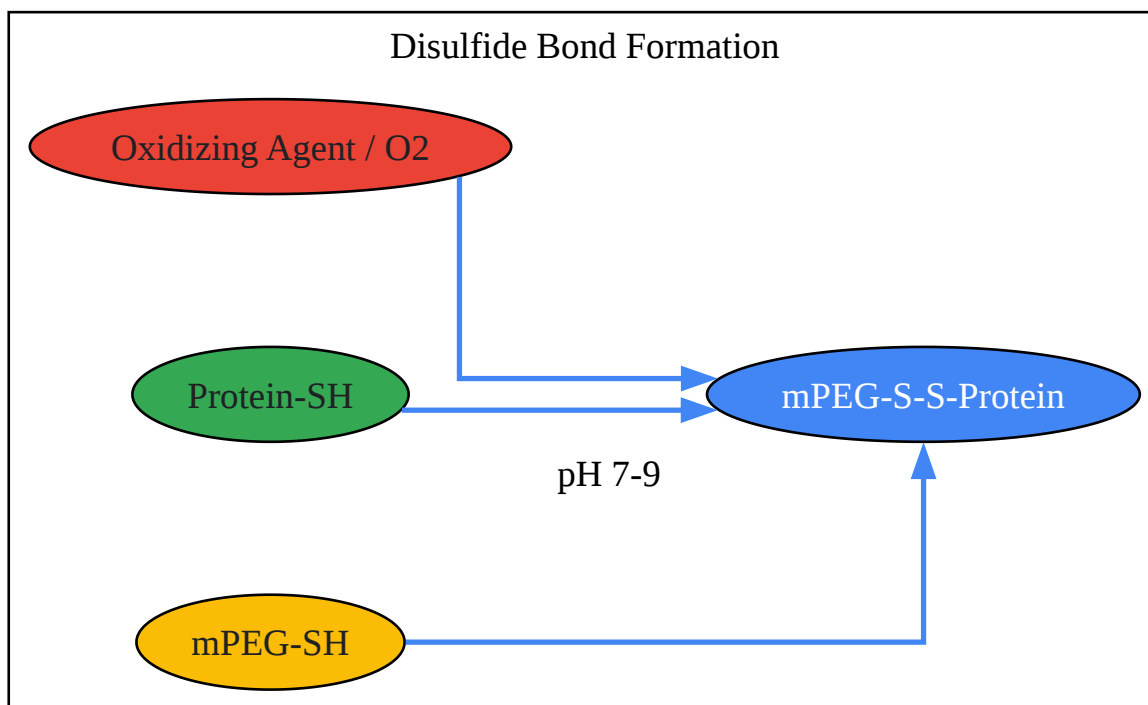 Disulfide Bond Formation
Oxidizing Agent / O2
Protein-SH
mPEG-S-S-Protein
pH 7-9
mPEG-SH